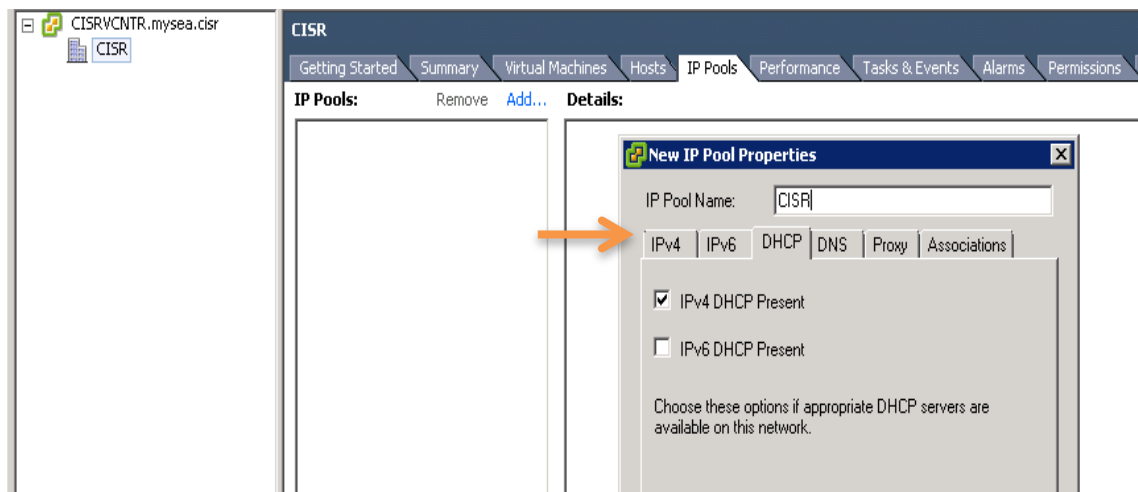 CISRVCNTR.mysea.cisr
CISR
CISR
Getting Started Summary Virtual Machines Hosts IP Pools Performance Tasks & Events Alarms Permissions
IP Pools: Remove Add... Details:
New IP Pool Properties
IP Pool Name: CISR
IPv4 IPv6 DHCP DNS Proxy Associations
IPv4 DHCP Present
IPv6 DHCP Present
Choose these options if appropriate DHCP servers are
available on this network.